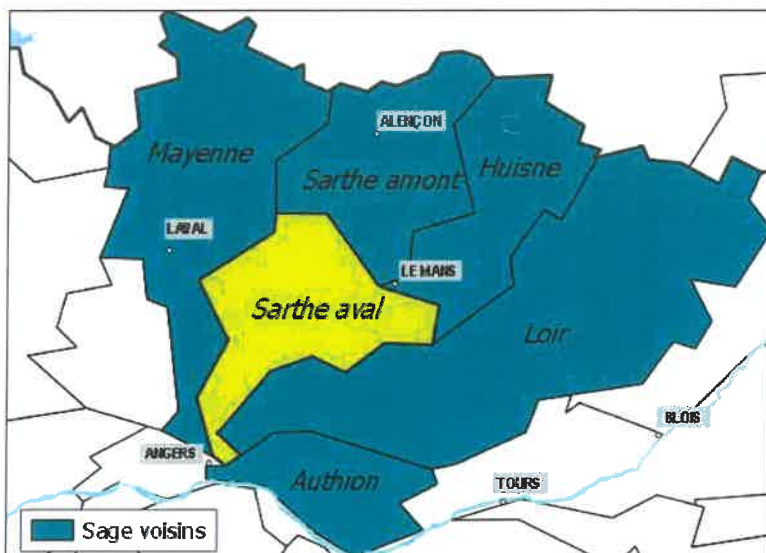 ALENÇON
Mayenne
Huisne
Sarthe amont
LAVAL
LE MANS
Sarthe aval
Loir
BLOIS
ANGERS
Authion
TOURS
Sage voisins